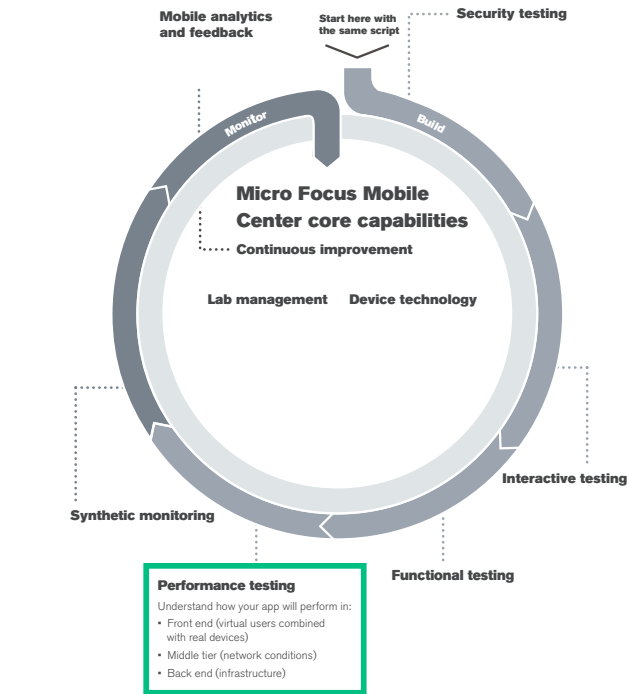 Mobile analytics
and feedback
Start here with
the same script
Security testing
Monitor
Build
Micro Focus Mobile
Center core capabilities
Continuous improvement
Lab management
Device technology
Interactive testing
Synthetic monitoring
Functional testing
Performance testing
Understand how your app will perform in:
• Front end (virtual users combined
with real devices)
• Middle tier (network conditions)
• Back end (infrastructure)